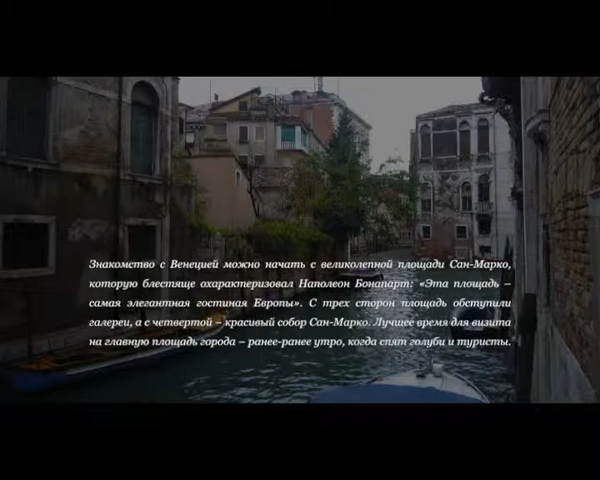 Знакомство с Венецией можно начать с великолепной площади Сан-Марко,
которую блестяще охарактеризовал Наполеон Бонапарт: «Эта площадь –
самая элегантная гостиная Европы». С трех сторон площадь обступили
галереи, а с четвертой – красивый собор Сан-Марко. Лучшее время для визита
на главную площадь города – ранее-ранее утро, когда спят голуби и туристы.